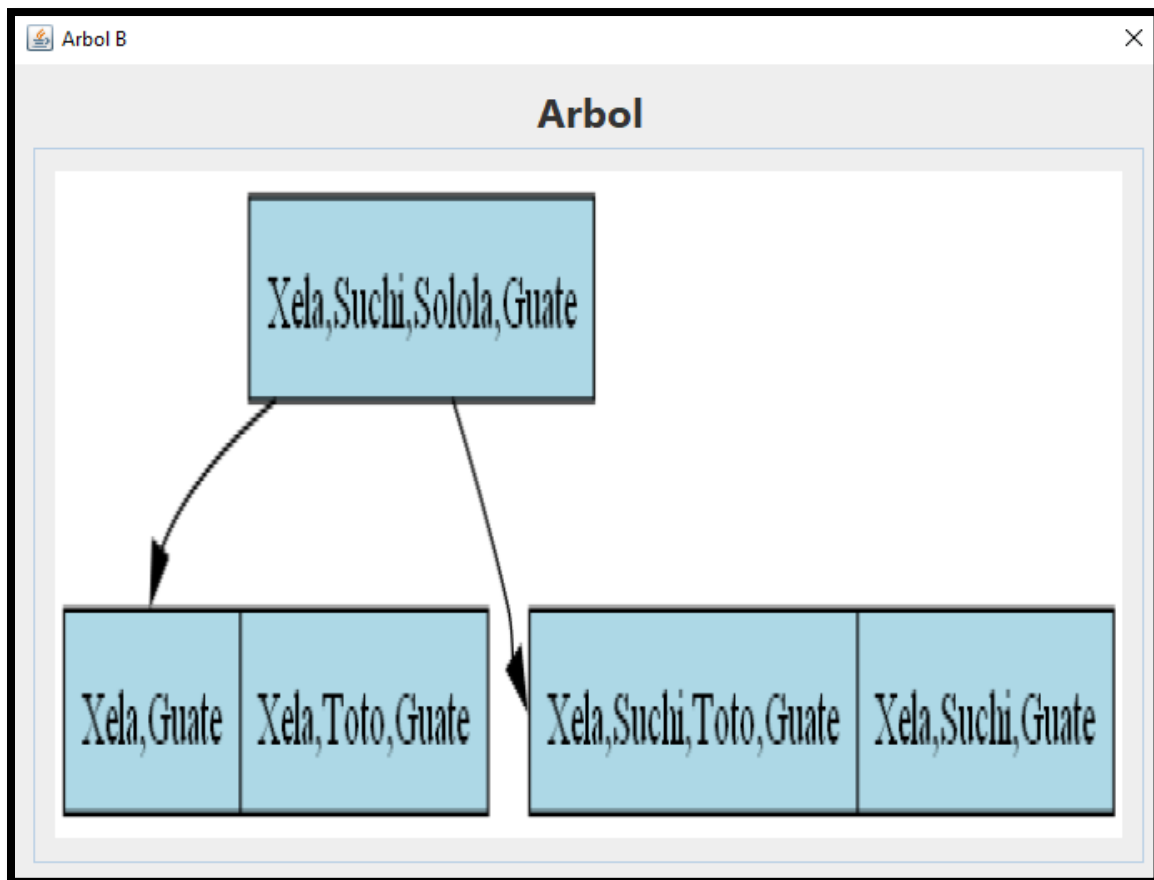 Arbol B
Arbol
Xela,Suchi,Solola,Guate
Xela,Guate
Xela,Toto,Guate
Xela,Suchi,Toto,Guate
Xela,Suchi,Guate